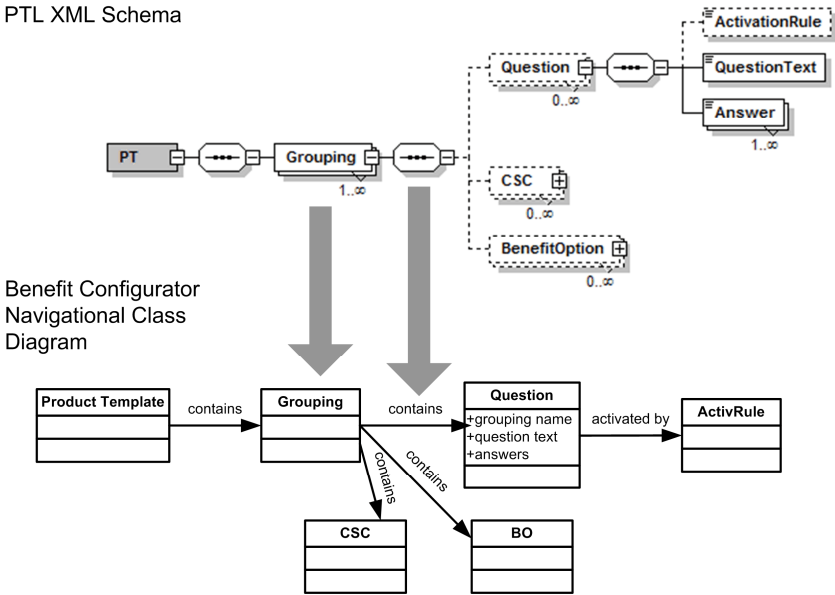 PTL XML Schema
ActivationRule
Question
QuestionText
0..∞
Answer
1..∞
PT
Grouping
1..∞
CSC
0..∞
BenefitOption
0..∞
Benefit Configurator
Navigational Class
Diagram
Product Template
contains
Grouping
contains
Question
+grouping name
+question text
+answers
activated by
ActivRule
contains
contains
CSC
BO